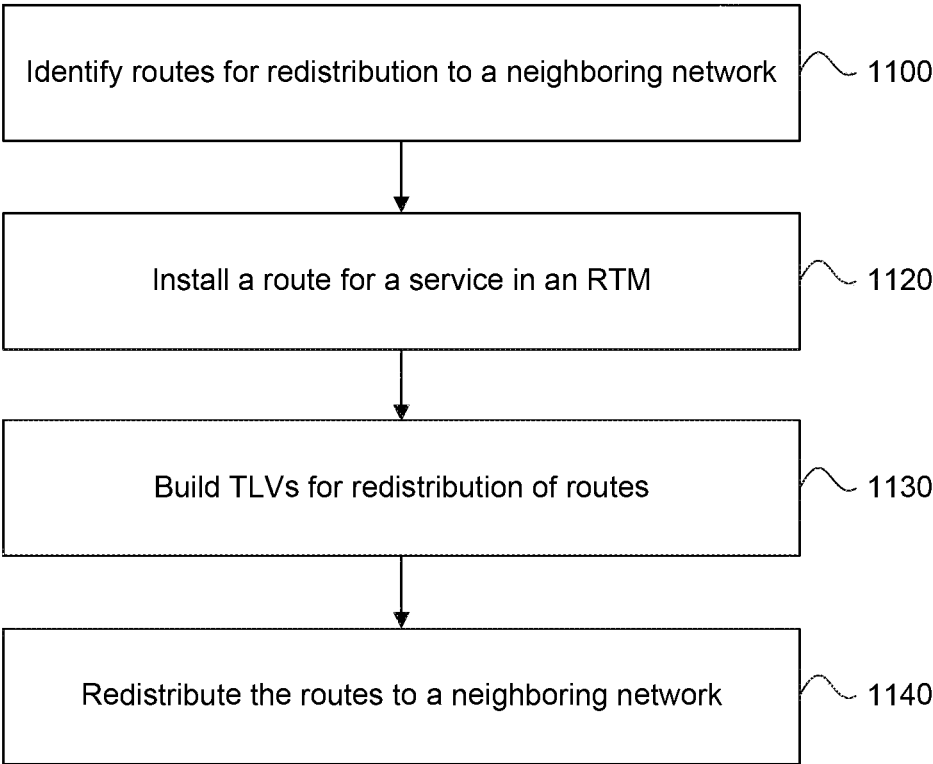 Identify routes for redistribution to a neighboring network
1100
Install a route for a service in an RTM
1120
Build TLVs for redistribution of routes
1130
Redistribute the routes to a neighboring network
1140